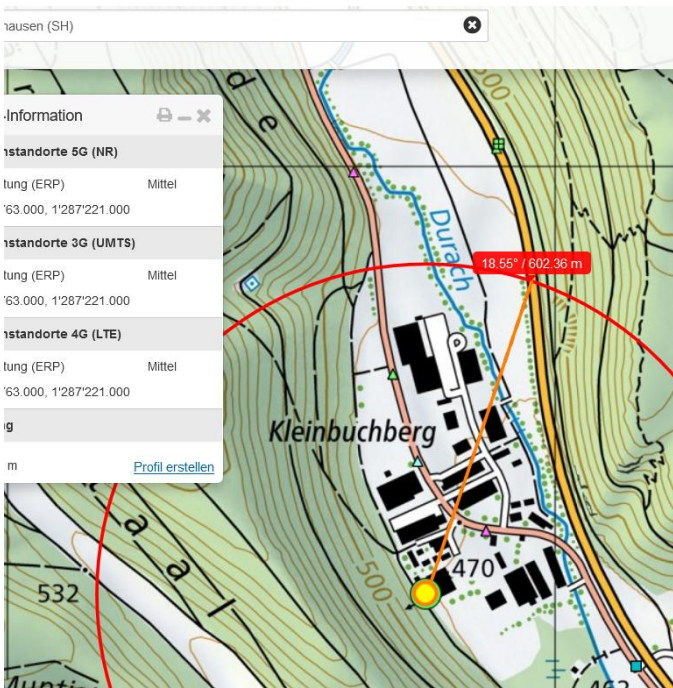 hausen (SH)
-Information
nstandorte 5G (NR)
tung (ERP) Mittel
'63.000, 1'287'221.000
nstandorte 3G (UMTS)
tung (ERP) Mittel
'63.000, 1'287'221.000
nstandorte 4G (LTE)
tung (ERP) Mittel
'63.000, 1'287'221.000
g
m Profil erstellen
d e
500
Durach
18.55° / 602.36 m
Kleinbuchberg
t a a l
500
470
532